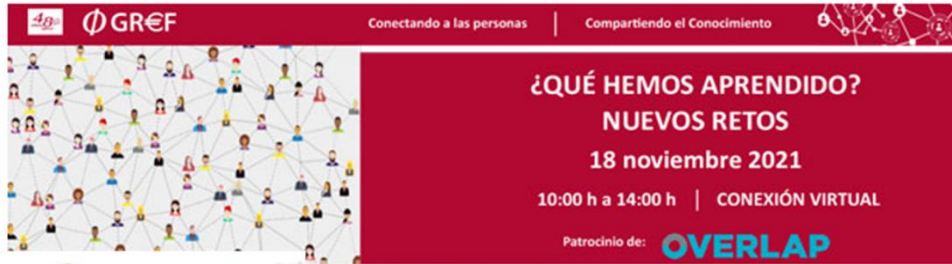 GR€F
Conectando a las personas | Compartiendo el Conocimiento
¿QUÉ HEMOS APRENDIDO?
NUEVOS RETOS
18 noviembre 2021
10:00 h a 14:00 h | CONEXIÓN VIRTUAL
Patrocinio de: OVERLAP